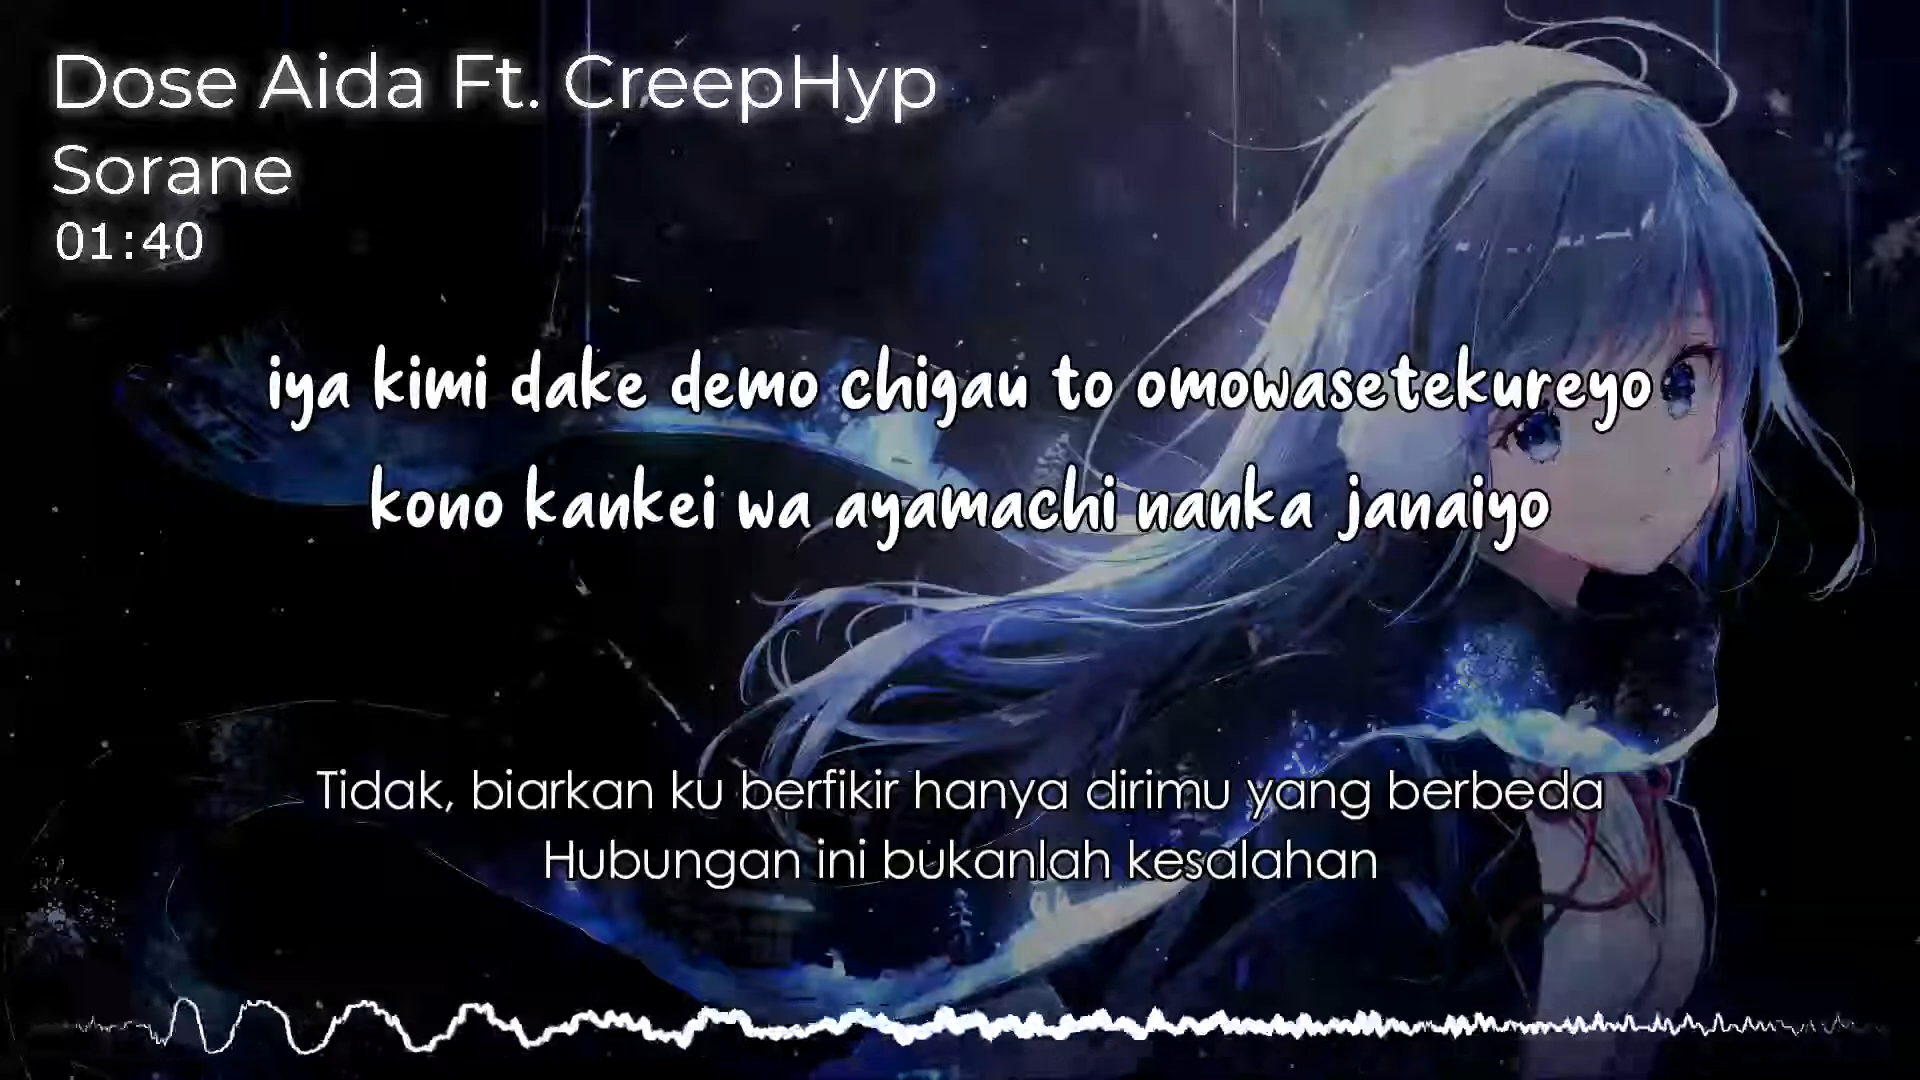 Dose Aida Ft. CreepHyp
Sorane
01:40
iya kimi dake demo chigau to omowasetekureyo
kono kankei wa ayamachi nanka janaiyo
Tidak, biarkan ku berfikir hanya dirimu yang berbeda
Hubungan ini bukanlah kesalahan